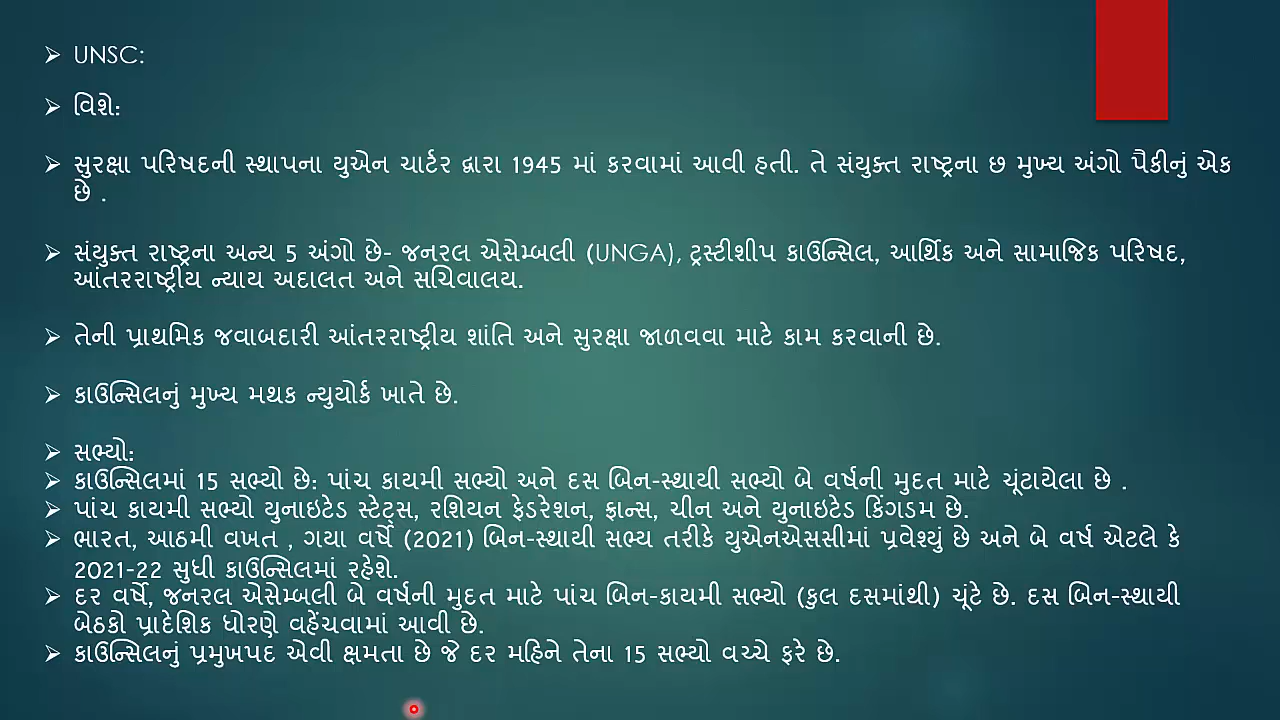 UNSC:
વિશે:
સુરક્ષા પરિષદની સ્થાપના યુએન ચાર્ટર દ્વારા 1945 માં કરવામાં આવી હતી. તે સંયુક્ત રાષ્ટ્રના છ મુખ્ય અંગો પૈકીનું એક
છે .
સંયુક્ત રાષ્ટ્રના અન્ય 5 અંગો છે- જનરલ એસેમ્બલી (UNGA), ટ્રસ્ટીશીપ કાઉન્સિલ, આર્થિક અને સામાજિક પરિષદ,
આંતરરાષ્ટ્રીય ન્યાય અદાલત અને સચિવાલય.
તેની પ્રાથમિક જવાબદારી આંતરરાષ્ટ્રીય શાંતિ અને સુરક્ષા જાળવવા માટે કામ કરવાની છે.
કાઉન્સિલનું મુખ્ય મથક ન્યુયોર્ક ખાતે છે.
સભ્યો:
કાઉન્સિલમાં 15 સભ્યો છે: પાંચ કાયમી સભ્યો અને દસ બિન-સ્થાયી સભ્યો બે વર્ષની મુદત માટે ચૂંટાયેલા છે .
પાંચ કાયમી સભ્યો યુનાઇટેડ સ્ટેટ્સ, રશિયન ફેડરેશન, ફ્રાન્સ, ચીન અને યુનાઇટેડ કિંગડમ છે.
ભારત, આઠમી વખત , ગયા વર્ષે (2021) બિન-સ્થાયી સભ્ય તરીકે યુએનએસસીમાં પ્રવેશ્યું છે અને બે વર્ષ એટલે કે
2021-22 સુધી કાઉન્સિલમાં રહેશે.
દર વર્ષે, જનરલ એસેમ્બલી બે વર્ષની મુદત માટે પાંચ બિન-કાયમી સભ્યો (કુલ દસમાંથી) ચૂંટે છે. દસ બિન-સ્થાયી
બેઠકો પ્રાદેશિક ધોરણે વહેંચવામાં આવી છે.
કાઉન્સિલનું પ્રમુખપદ એવી ક્ષમતા છે જે દર મહિને તેના 15 સભ્યો વચ્ચે ફરે છે.